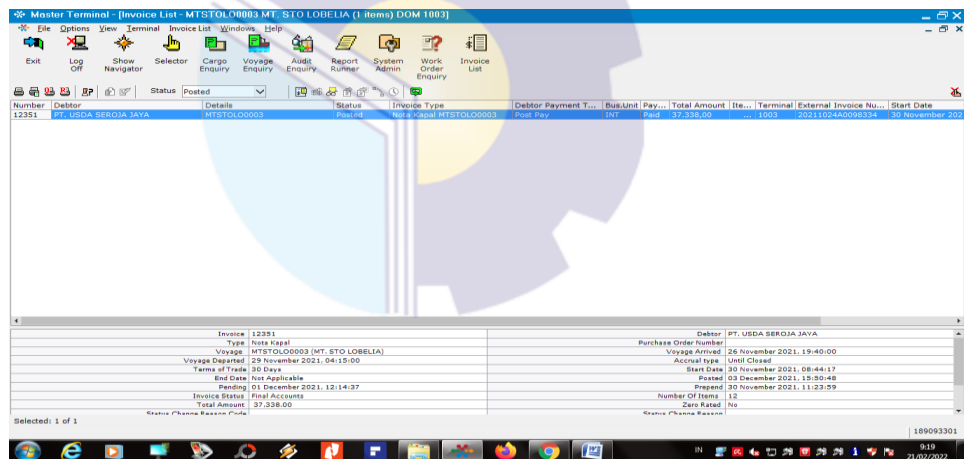 Master Terminal - [Invoice List - MTSTOLO0003 MT. STO LOBELIA (1 items) DOM 1003]
File Options View Terminal Invoice List Windows Help
Exit Log Off Show Navigator Selector Cargo Enquiry Voyage Enquiry Audit Enquiry Report Runner System Admin Work Order Enquiry Invoice List
Status Posted
Number Debtor Details Status Invoice Type Debtor Payment T... Bus.Unit Pay... Total Amount Ite... Terminal External Invoice Nu... Start Date
12351 PT. USDA SEROJA JAYA MTSTOLO0003 Posted Nota Kapal MTSTOLO0003 Post Pay INT Paid 37.338,00 ... 1003 20211024A0098334 30 November 202
Invoice 12351 Debtor PT. USDA SEROJA JAYA
Type Nota Kapal Purchase Order Number
Voyage MTSTOLO0003 (MT. STO LOBELIA) Voyage Arrived 26 November 2021, 19:40:00
Voyage Departed 29 November 2021, 04:15:00 Accrual type Until Closed
Terms of Trade 30 Days Start Date 30 November 2021, 08:44:17
End Date Not Applicable Posted 03 December 2021, 15:50:48
Pending 01 December 2021, 12:14:37 Prepend 30 November 2021, 11:23:59
Invoice Status Final Accounts Number Of Items 12
Total Amount 37,338.00 Zero Rated No
Status Change Reason Code Status Change Reason
Selected: 1 of 1
189093301
IN 9:19
21/02/2022